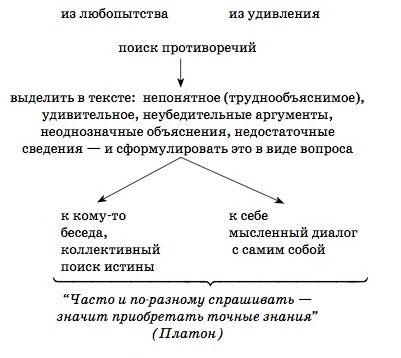 из любопытства из удивления
поиск противоречий
выделить в тексте: непонятное (труднообъяснимое),
удивительное, неубедительные аргументы,
неоднозначные объяснения, недостаточные
сведения — и сформулировать это в виде вопроса
к кому-то к себе
беседа, мысленный диалог
коллективный с самим собой
поиск истины
“Часто и по-разному спрашивать —
значит приобретать точные знания”
(Платон)